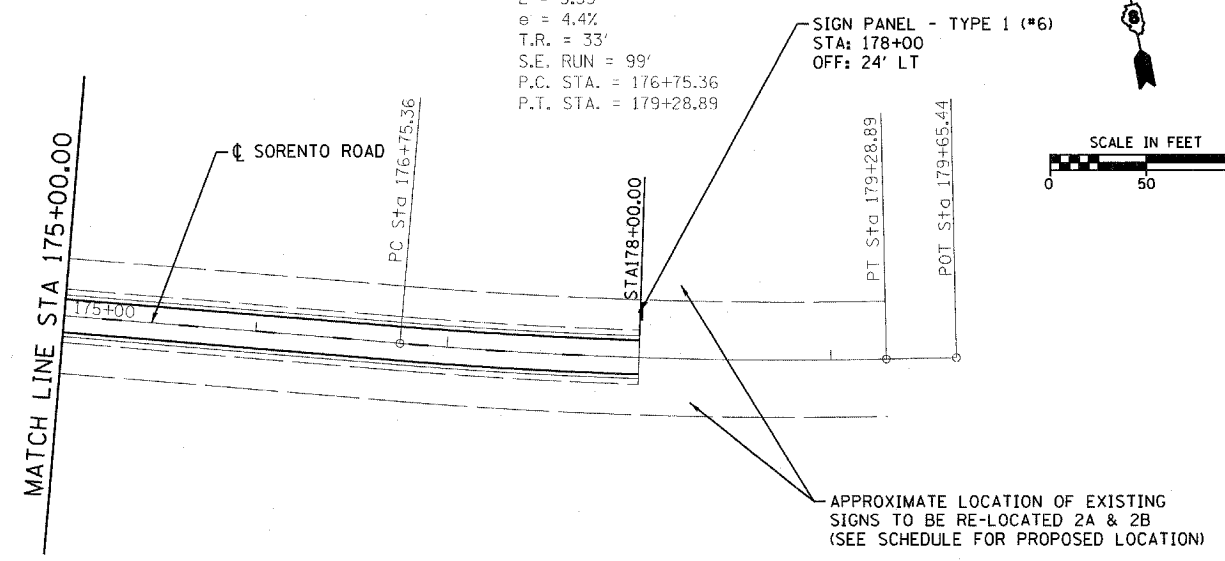 e = 4.4%
T.R. = 33'
S.E. RUN = 99'
P.C. STA. = 176+75.36
P.T. STA. = 179+28.89
SIGN PANEL - TYPE 1 (#6)
STA: 178+00
OFF: 24' LT
8
SCALE IN FEET
0 50
℄ SORENTO ROAD
MATCH LINE STA 175+00.00
175+00
PC Sta 176+75.36
STA178+00.00
PT Sta 179+28.89
POT Sta 179+65.44
APPROXIMATE LOCATION OF EXISTING
SIGNS TO BE RE-LOCATED 2A & 2B
(SEE SCHEDULE FOR PROPOSED LOCATION)